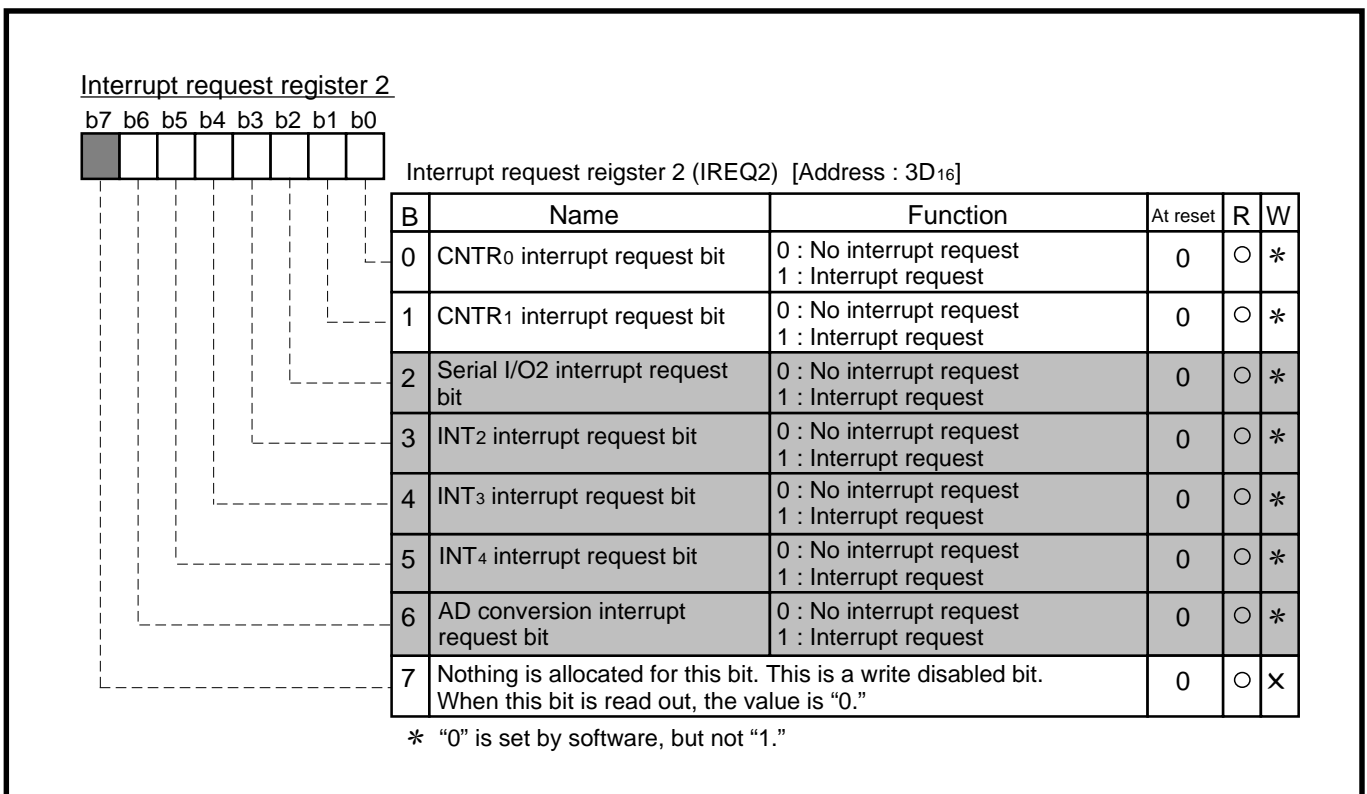 Interrupt request register 2
b7 b6 b5 b4 b3 b2 b1 b0
Interrupt request reigster 2 (IREQ2) [Address : 3D16]
B Name Function At reset R W
0 CNTR0 interrupt request bit 0 : No interrupt request 0 ○ *
1 : Interrupt request
1 CNTR1 interrupt request bit 0 : No interrupt request 0 ○ *
1 : Interrupt request
2 Serial I/O2 interrupt request 0 : No interrupt request 0 ○ *
bit 1 : Interrupt request
3 INT2 interrupt request bit 0 : No interrupt request 0 ○ *
1 : Interrupt request
4 INT3 interrupt request bit 0 : No interrupt request 0 ○ *
1 : Interrupt request
5 INT4 interrupt request bit 0 : No interrupt request 0 ○ *
1 : Interrupt request
6 AD conversion interrupt 0 : No interrupt request 0 ○ *
request bit 1 : Interrupt request
7 Nothing is allocated for this bit. This is a write disabled bit. 0 ○ ×
When this bit is read out, the value is “0.”
* “0” is set by software, but not “1.”